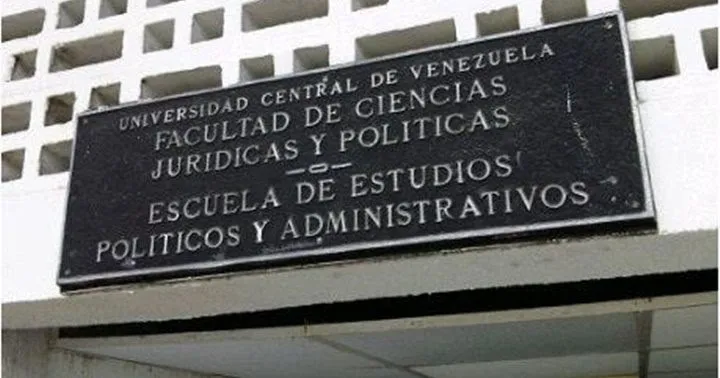 UNIVERSIDAD CENTRAL DE VENEZUELA
FACULTAD DE CIENCIAS
JURIDICAS Y POLITICAS
ESCUELA DE ESTUDIOS
POLITICOS Y ADMINISTRATIVOS